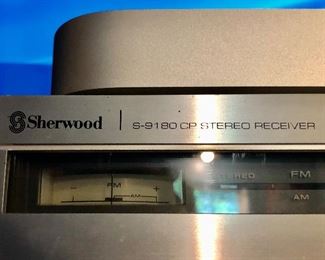 Sherwood | S-9180 CP STEREO RECEIVER
FM
- +
AM
STEREO FM
AM